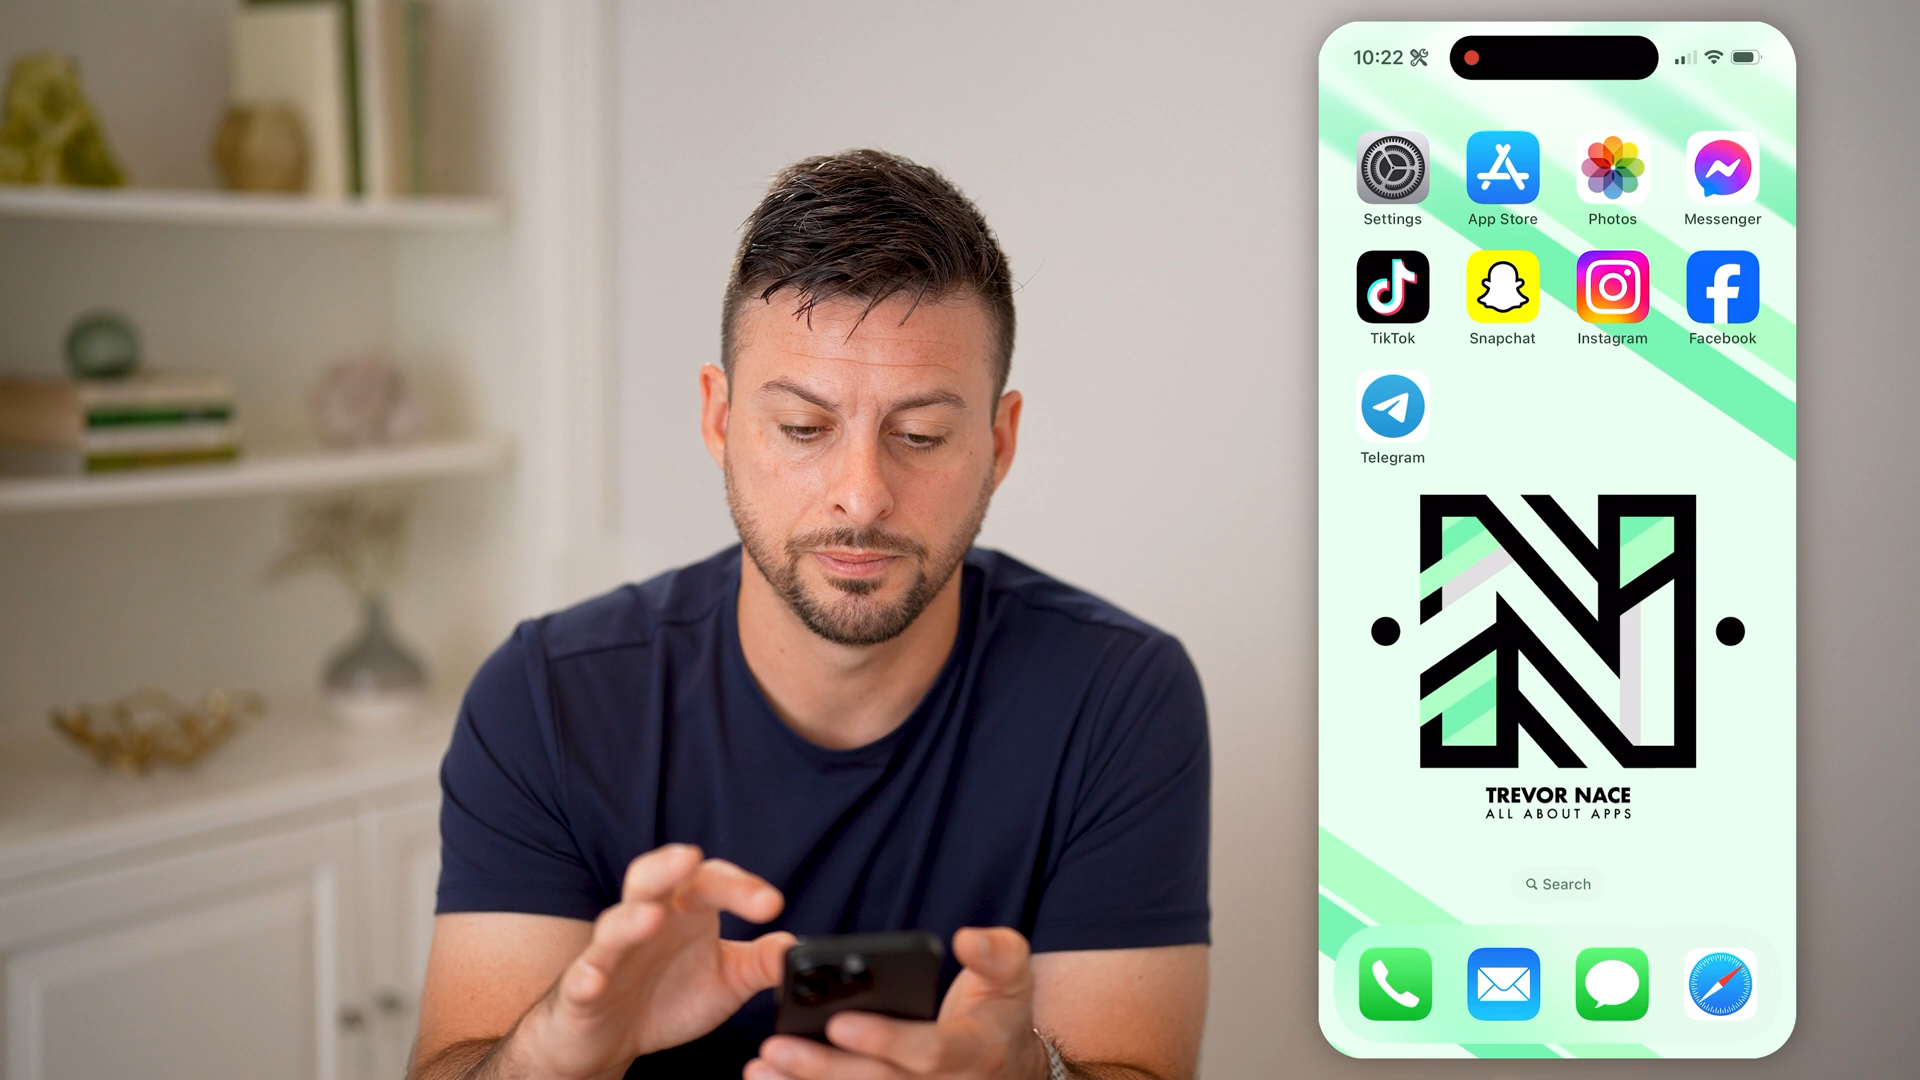 10:22
Settings App Store Photos Messenger
TikTok Snapchat Instagram Facebook
Telegram
TREVOR NACE
ALL ABOUT APPS
Search